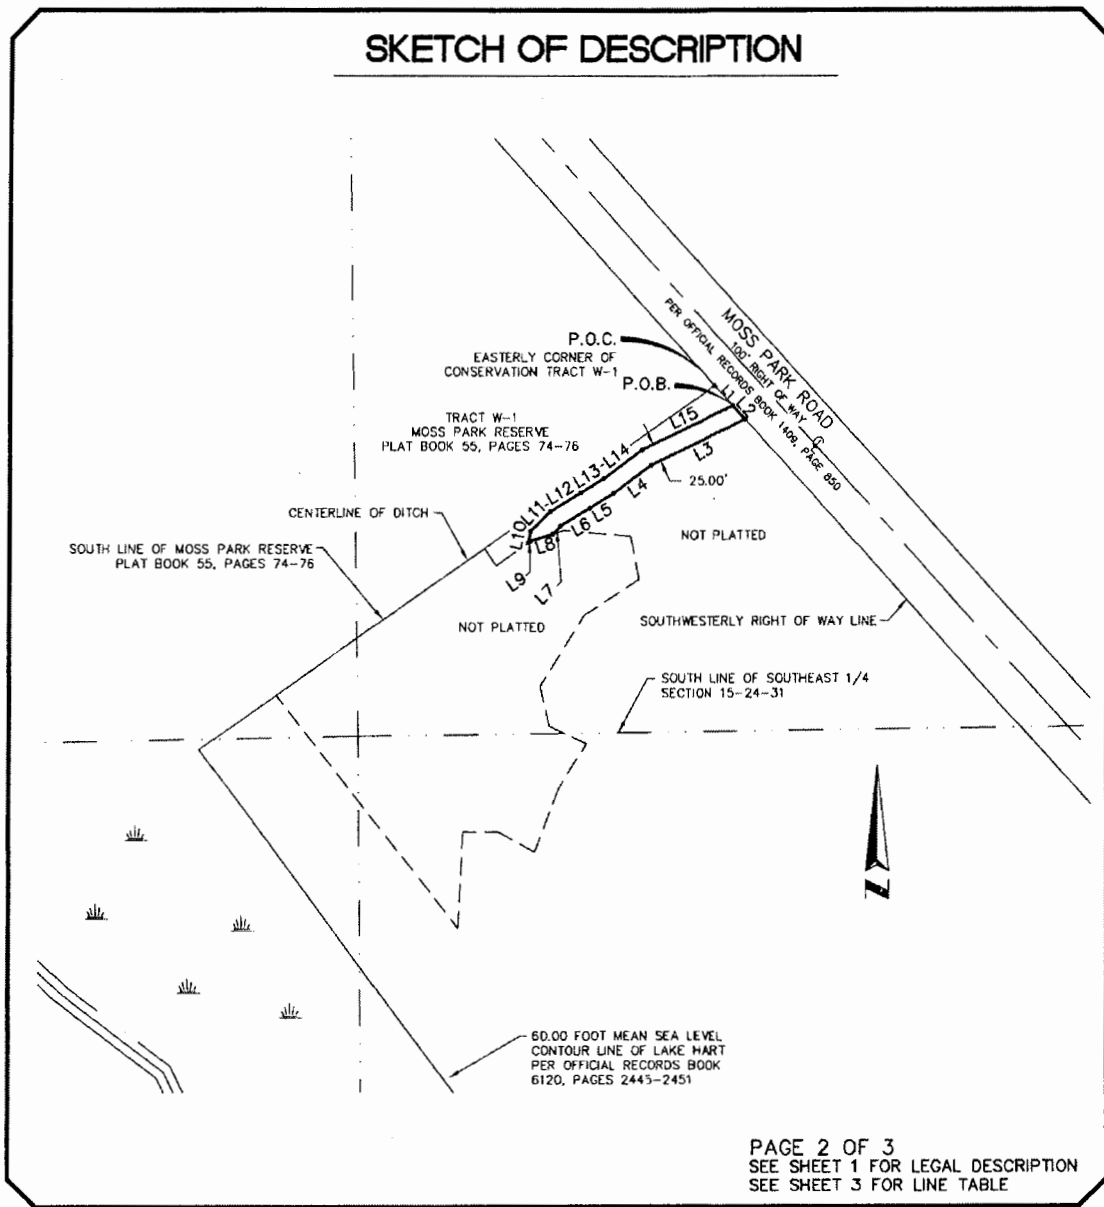 SKETCH OF DESCRIPTION
MOSS PARK ROAD
100' RIGHT OF WAY
PER OFFICIAL RECORDS BOOK 1409, PAGE 850
P.O.C.
EASTERLY CORNER OF
CONSERVATION TRACT W-1
P.O.B.
L1
L2
L15
TRACT W-1
MOSS PARK RESERVE
PLAT BOOK 55, PAGES 74-76
L14
L13
L12
L11
L10
L3
L4
25.00'
L5
L6
L8
L9
L7
CENTERLINE OF DITCH
NOT PLATTED
SOUTH LINE OF MOSS PARK RESERVE
PLAT BOOK 55, PAGES 74-76
NOT PLATTED
SOUTHWESTERLY RIGHT OF WAY LINE
SOUTH LINE OF SOUTHEAST 1/4
SECTION 15-24-31
N
60.00 FOOT MEAN SEA LEVEL
CONTOUR LINE OF LAKE HART
PER OFFICIAL RECORDS BOOK
6120, PAGES 2445-2451
PAGE 2 OF 3
SEE SHEET 1 FOR LEGAL DESCRIPTION
SEE SHEET 3 FOR LINE TABLE